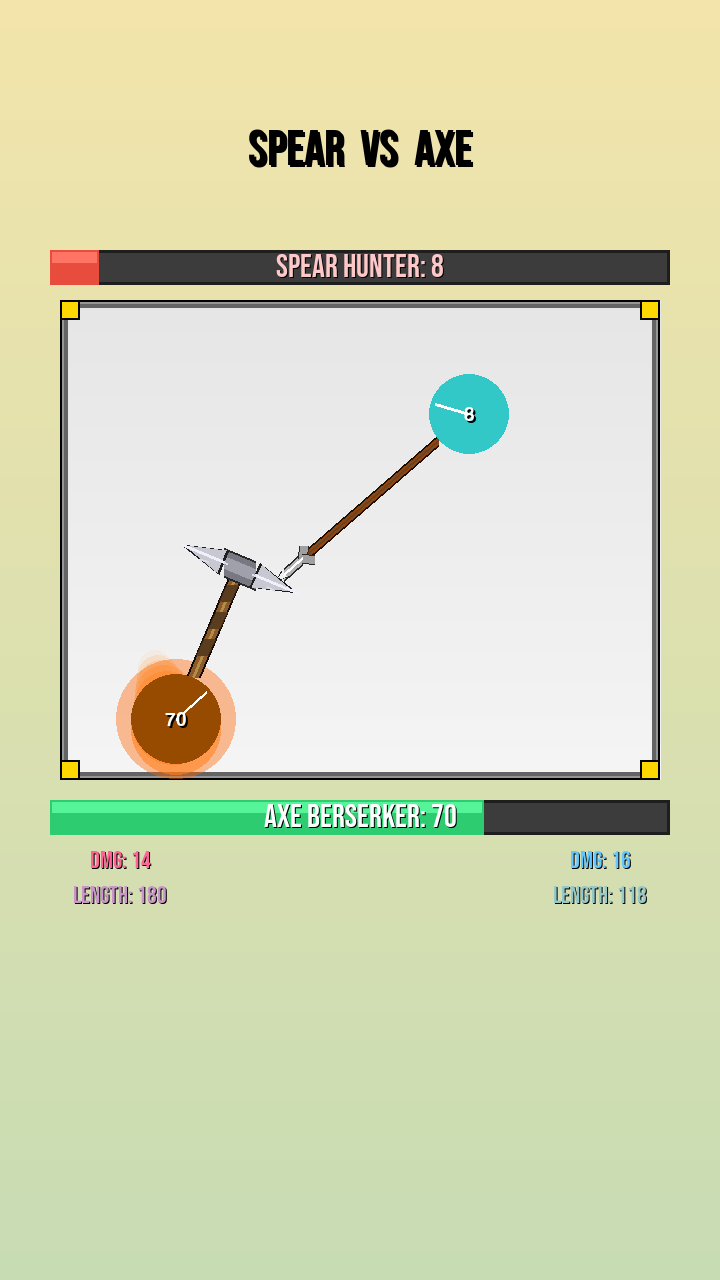 SPEAR VS AXE
SPEAR HUNTER: 8
8
70
AXE BERSERKER: 70
DMG: 14
DMG: 16
LENGTH: 180
LENGTH: 118